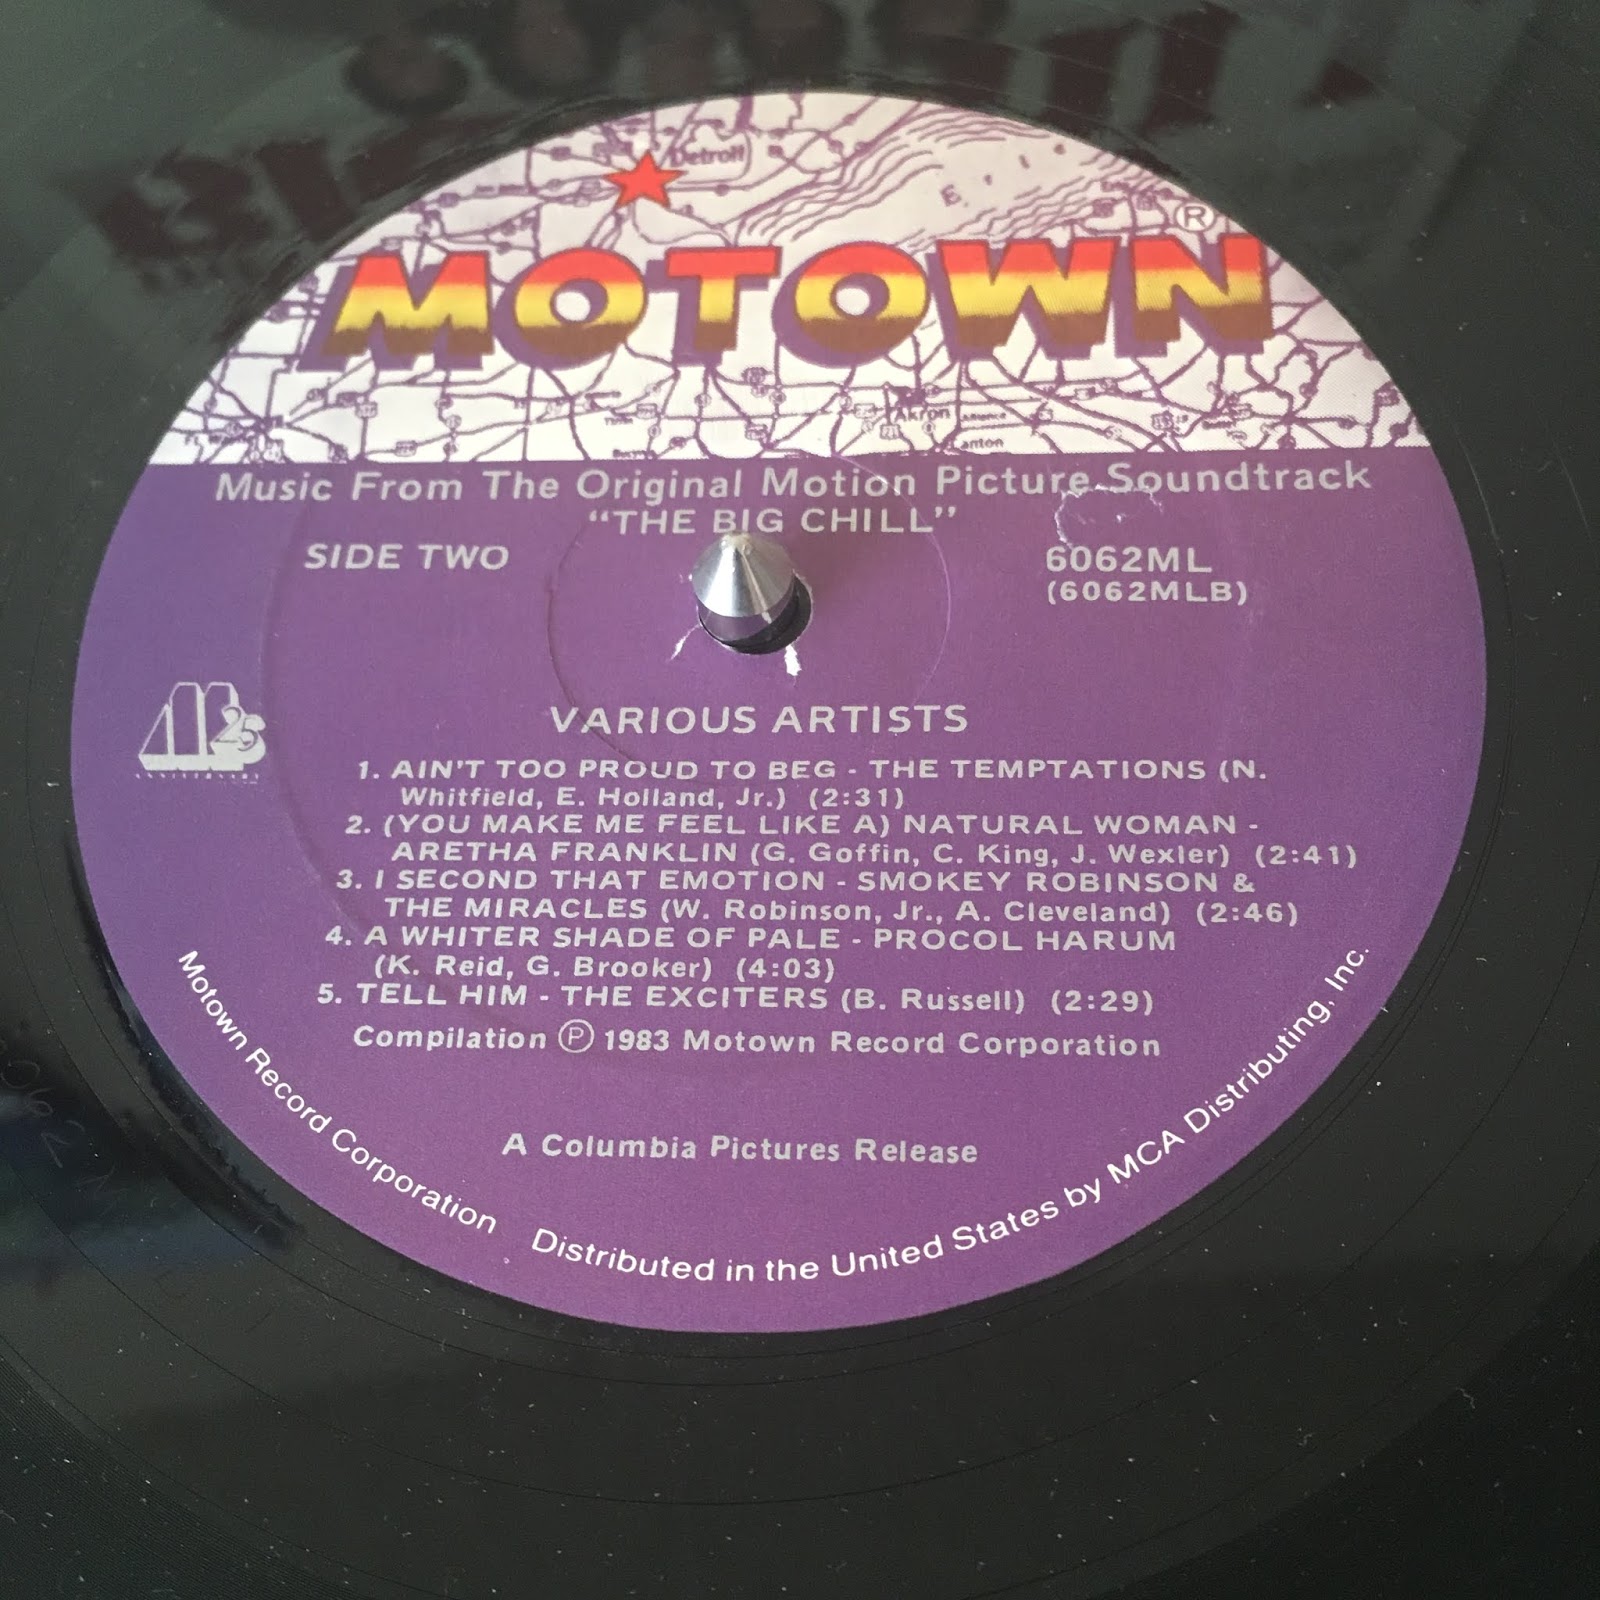 Detroit
Erie
®
MOTOWN
Akron
Canton
Music From The Original Motion Picture Soundtrack
"THE BIG CHILL"
SIDE TWO
6062ML
(6062MLB)
M25
ANNIVERSARY
VARIOUS ARTISTS
1. AIN'T TOO PROUD TO BEG - THE TEMPTATIONS (N.
Whitfield, E. Holland, Jr.) (2:31)
2. (YOU MAKE ME FEEL LIKE A) NATURAL WOMAN -
ARETHA FRANKLIN (G. Goffin, C. King, J. Wexler) (2:41)
3. I SECOND THAT EMOTION - SMOKEY ROBINSON &
THE MIRACLES (W. Robinson, Jr., A. Cleveland) (2:46)
4. A WHITER SHADE OF PALE - PROCOL HARUM
(K. Reid, G. Brooker) (4:03)
5. TELL HIM - THE EXCITERS (B. Russell) (2:29)
Compilation Ⓟ 1983 Motown Record Corporation
A Columbia Pictures Release
Motown Record Corporation Distributed in the United States by MCA Distributing, Inc.